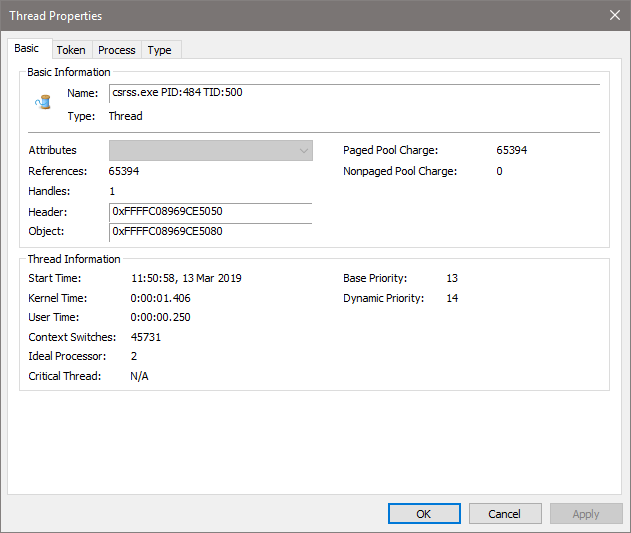 Thread Properties
Basic Token Process Type
Basic Information
Name: csrss.exe PID:484 TID:500
Type: Thread
Attributes Paged Pool Charge: 65394
References: 65394 Nonpaged Pool Charge: 0
Handles: 1
Header: 0xFFFFC08969CE5050
Object: 0xFFFFC08969CE5080
Thread Information
Start Time: 11:50:58, 13 Mar 2019 Base Priority: 13
Kernel Time: 0:00:01.406 Dynamic Priority: 14
User Time: 0:00:00.250
Context Switches: 45731
Ideal Processor: 2
Critical Thread: N/A
OK Cancel Apply